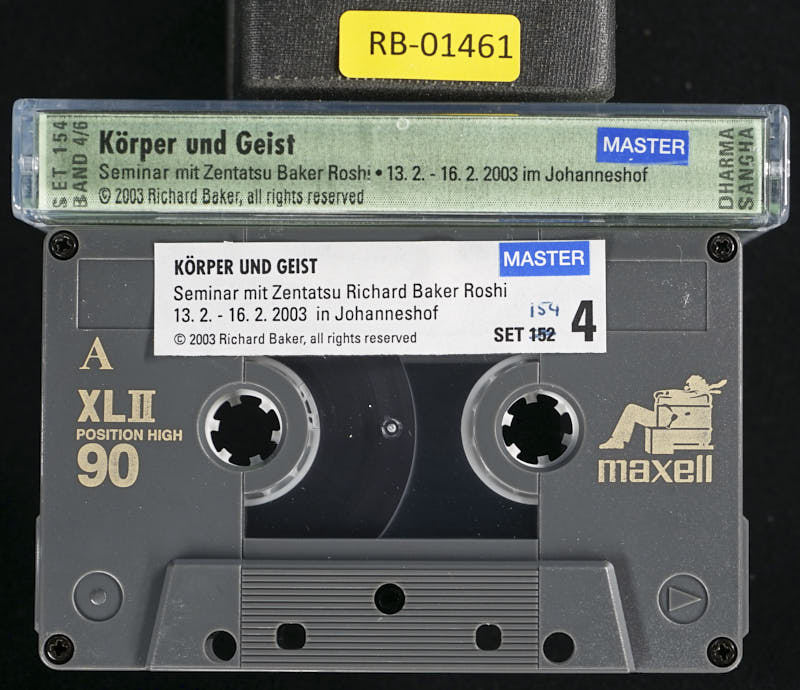 RB-01461
SET 154
BAND 4/6
Körper und Geist
MASTER
Seminar mit Zentatsu Baker Roshi • 13. 2. - 16. 2. 2003 im Johanneshof
© 2003 Richard Baker, all rights reserved
DHARMA
SANGHA
KÖRPER UND GEIST
MASTER
Seminar mit Zentatsu Richard Baker Roshi
13. 2. - 16. 2. 2003 in Johanneshof
154
© 2003 Richard Baker, all rights reserved
SET 152 4
A
XLII
POSITION HIGH
90
maxell